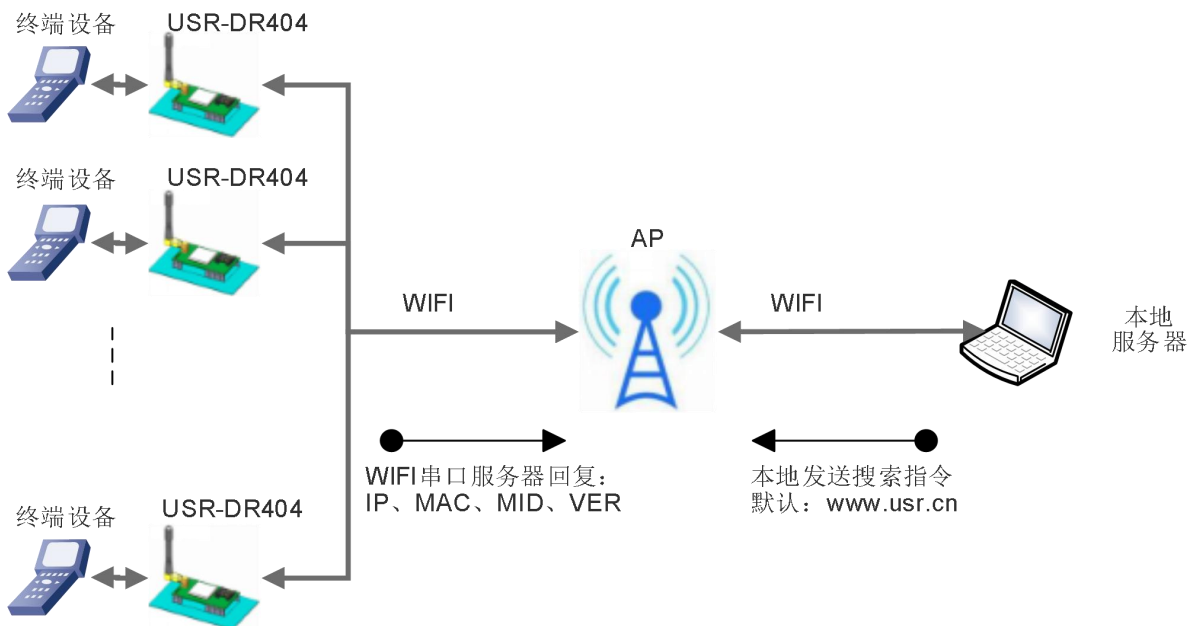 终端设备
USR-DR404
终端设备
USR-DR404
AP
WIFI
WIFI
本地
服务器
WIFI串口服务器回复：
IP、MAC、MID、VER
本地发送搜索指令
默认：www.usr.cn
终端设备
USR-DR404